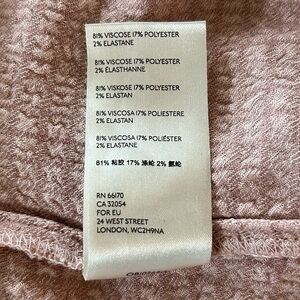 81% VISCOSE 17% POLYESTER
2% ELASTANE
81% VISCOSE 17% POLYESTER
2% ÉLASTHANNE
81% VISKOSE 17% POLYESTER
2% ELASTAN
81% VISCOSA 17% POLIESTERE
2% ELASTAN
81% VISCOSA 17% POLIÉSTER
2% ELASTANE
81% 粘胶 17% 涤纶 2% 氨纶
RN 66170
CA 32054
FOR EU
24 WEST STREET
LONDON, WC2H9NA